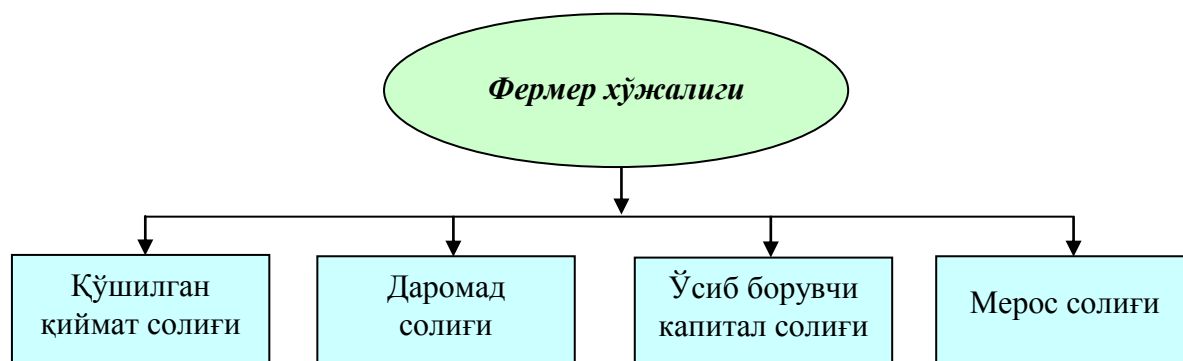 Фермер хўжалиги
Қўшилган
қиймат солиғи
Даромад
солиғи
Ўсиб борувчи
капитал солиғи
Мерос солиғи